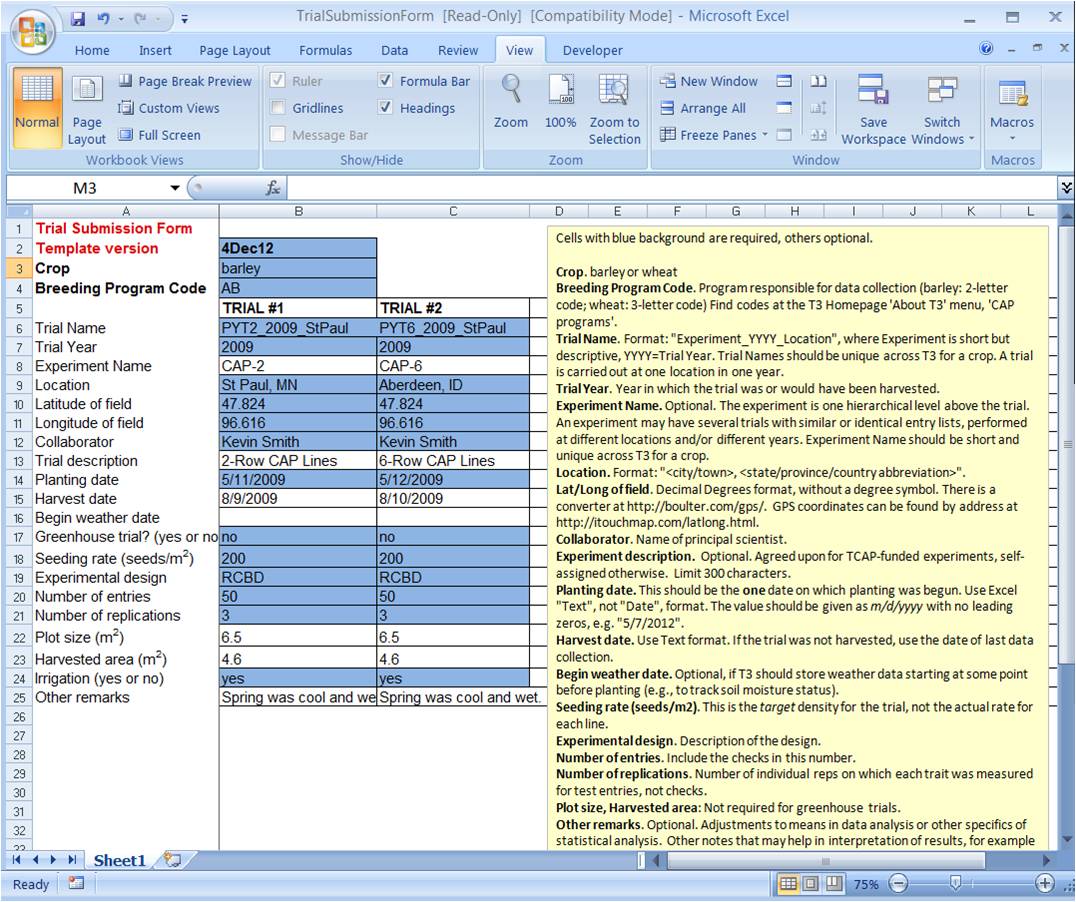 TrialSubmissionForm [Read-Only] [Compatibility Mode] - Microsoft Excel
Home Insert Page Layout Formulas Data Review View Developer
Normal
Page Layout
Page Break Preview
Custom Views
Full Screen
Workbook Views
Ruler
Gridlines
Message Bar
Formula Bar
Headings
Show/Hide
Zoom
100%
Zoom to Selection
Zoom
New Window
Arrange All
Freeze Panes
Save Workspace
Switch Windows
Window
Macros
Macros
M3
fx
A B C D E F G H I J K L
1 Trial Submission Form
2 Template version 4Dec12
3 Crop barley
4 Breeding Program Code AB
5 TRIAL #1 TRIAL #2
6 Trial Name PYT2_2009_StPaul PYT6_2009_StPaul
7 Trial Year 2009 2009
8 Experiment Name CAP-2 CAP-6
9 Location St Paul, MN Aberdeen, ID
10 Latitude of field 47.824 47.824
11 Longitude of field 96.616 96.616
12 Collaborator Kevin Smith Kevin Smith
13 Trial description 2-Row CAP Lines 6-Row CAP Lines
14 Planting date 5/11/2009 5/12/2009
15 Harvest date 8/9/2009 8/10/2009
16 Begin weather date
17 Greenhouse trial? (yes or no no no
18 Seeding rate (seeds/m2) 200 200
19 Experimental design RCBD RCBD
20 Number of entries 50 50
21 Number of replications 3 3
22 Plot size (m2) 6.5 6.5
23 Harvested area (m2) 4.6 4.6
24 Irrigation (yes or no) yes yes
25 Other remarks Spring was cool and we Spring was cool and wet.
26
27
28
29
30
31
32
33
Cells with blue background are required, others optional.
Crop. barley or wheat
Breeding Program Code. Program responsible for data collection (barley: 2-letter
code; wheat: 3-letter code) Find codes at the T3 Homepage 'About T3' menu, 'CAP
programs'.
Trial Name. Format: "Experiment_YYYY_Location", where Experiment is short but
descriptive, YYYY=Trial Year. Trial Names should be unique across T3 for a crop. A trial
is carried out at one location in one year.
Trial Year. Year in which the trial was or would have been harvested.
Experiment Name. Optional. The experiment is one hierarchical level above the trial.
An experiment may have several trials with similar or identical entry lists, performed
at different locations and/or different years. Experiment Name should be short and
unique across T3 for a crop.
Location. Format: "<city/town>, <state/province/country abbreviation>".
Lat/Long of field. Decimal Degrees format, without a degree symbol. There is a
converter at http://boulter.com/gps/. GPS coordinates can be found by address at
http://itouchmap.com/latlong.html.
Collaborator. Name of principal scientist.
Experiment description. Optional. Agreed upon for TCAP-funded experiments, self-
assigned otherwise. Limit 300 characters.
Planting date. This should be the one date on which planting was begun. Use Excel
"Text", not "Date", format. The value should be given as m/d/yyyy with no leading
zeros, e.g. "5/7/2012".
Harvest date. Use Text format. If the trial was not harvested, use the date of last data
collection.
Begin weather date. Optional, if T3 should store weather data starting at some point
before planting (e.g., to track soil moisture status).
Seeding rate (seeds/m2). This is the target density for the trial, not the actual rate for
each line.
Experimental design. Description of the design.
Number of entries. Include the checks in this number.
Number of replications. Number of individual reps on which each trait was measured
for test entries, not checks.
Plot size, Harvested area: Not required for greenhouse trials.
Other remarks. Optional. Adjustments to means in data analysis or other specifics of
statistical analysis. Other notes that may help in interpretation of results, for example
Sheet1
Ready
75%